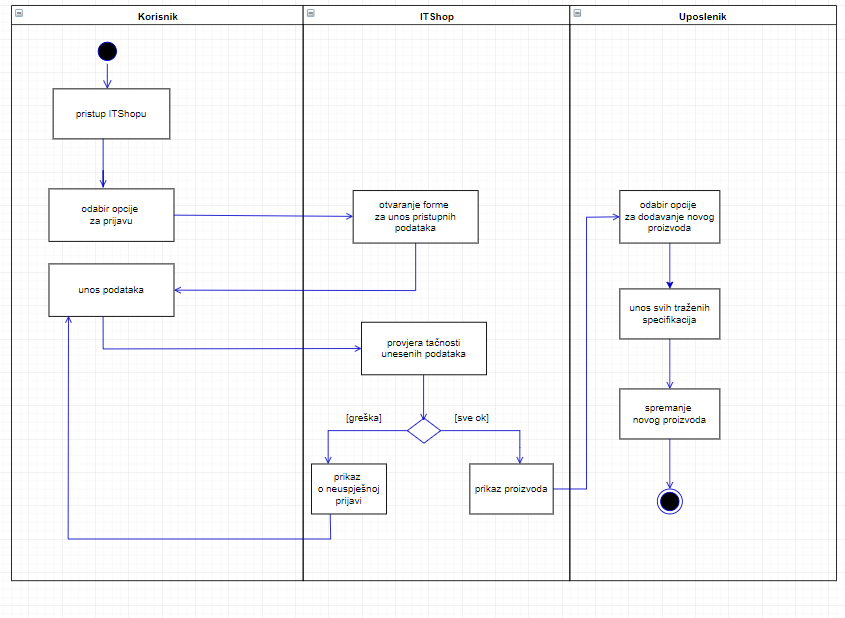 Korisnik
ITShop
Uposlenik
pristup ITShopu
odabir opcije
za prijavu
otvaranje forme
za unos pristupnih
podataka
odabir opcije
za dodavanje novog
proizvoda
unos podataka
unos svih traženih
specifikacija
provjera tačnosti
unesenih podataka
[greška]
[sve ok]
spremanje
novog proizvoda
prikaz
o neuspješnoj
prijavi
prikaz proizvoda